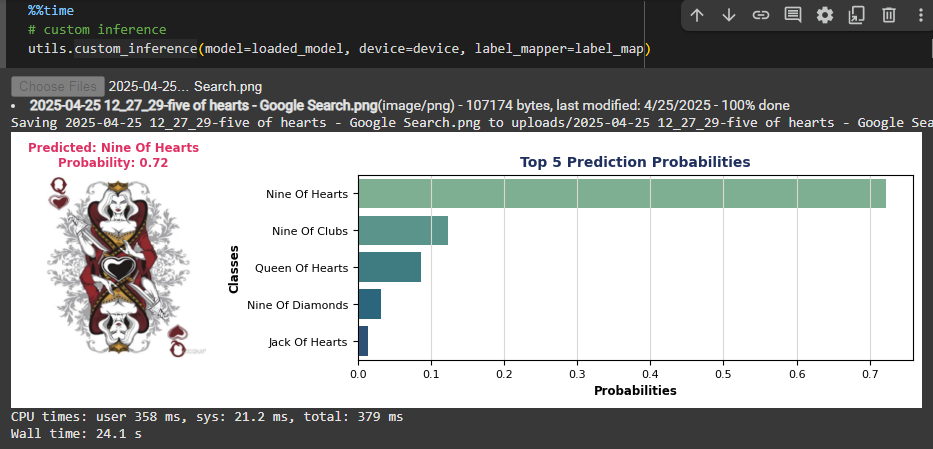 %%time
# custom inference
utils.custom_inference(model=loaded_model, device=device, label_mapper=label_map)
Choose Files 2025-04-25... Search.png
• 2025-04-25 12_27_29-five of hearts - Google Search.png(image/png) - 107174 bytes, last modified: 4/25/2025 - 100% done
Saving 2025-04-25 12_27_29-five of hearts - Google Search.png to uploads/2025-04-25 12_27_29-five of hearts - Google Sea
Predicted: Nine Of Hearts
Probability: 0.72
Q
Q
Top 5 Prediction Probabilities
Classes
Nine Of Hearts
Nine Of Clubs
Queen Of Hearts
Nine Of Diamonds
Jack Of Hearts
0.0 0.1 0.2 0.3 0.4 0.5 0.6 0.7
Probabilities
CPU times: user 358 ms, sys: 21.2 ms, total: 379 ms
Wall time: 24.1 s